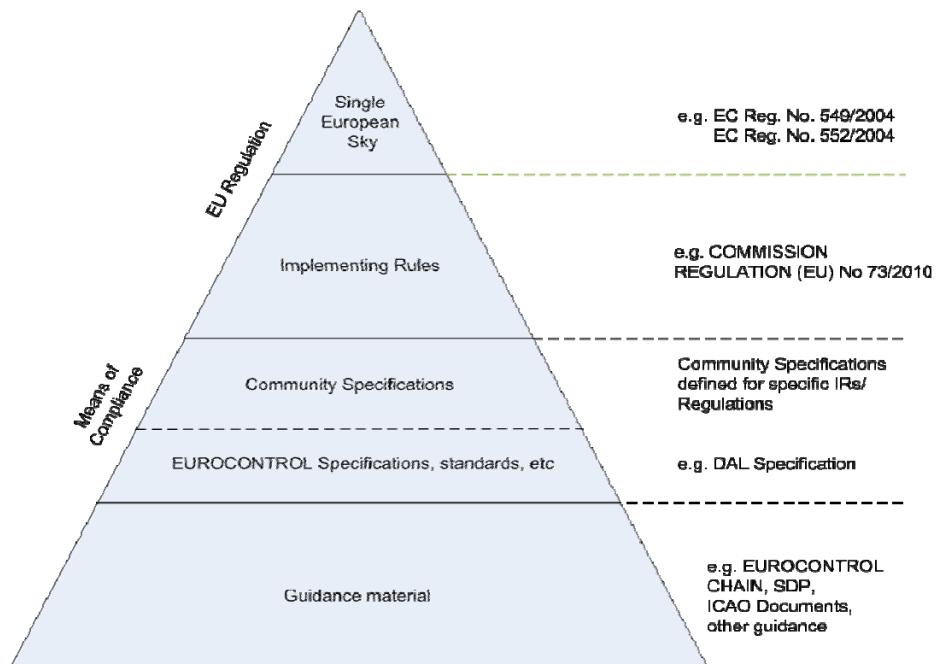 Single
European
Sky
EU Regulation
e.g. EC Reg. No. 549/2004
EC Reg. No. 552/2004
Implementing Rules
e.g. COMMISSION
REGULATION (EU) No 73/2010
Means of
Compliance
Community Specifications
Community Specifications
defined for specific IRs/
Regulations
EUROCONTROL Specifications, standards, etc
e.g. DAL Specification
Guidance material
e.g. EUROCONTROL
CHAIN, SDP,
ICAO Documents,
other guidance